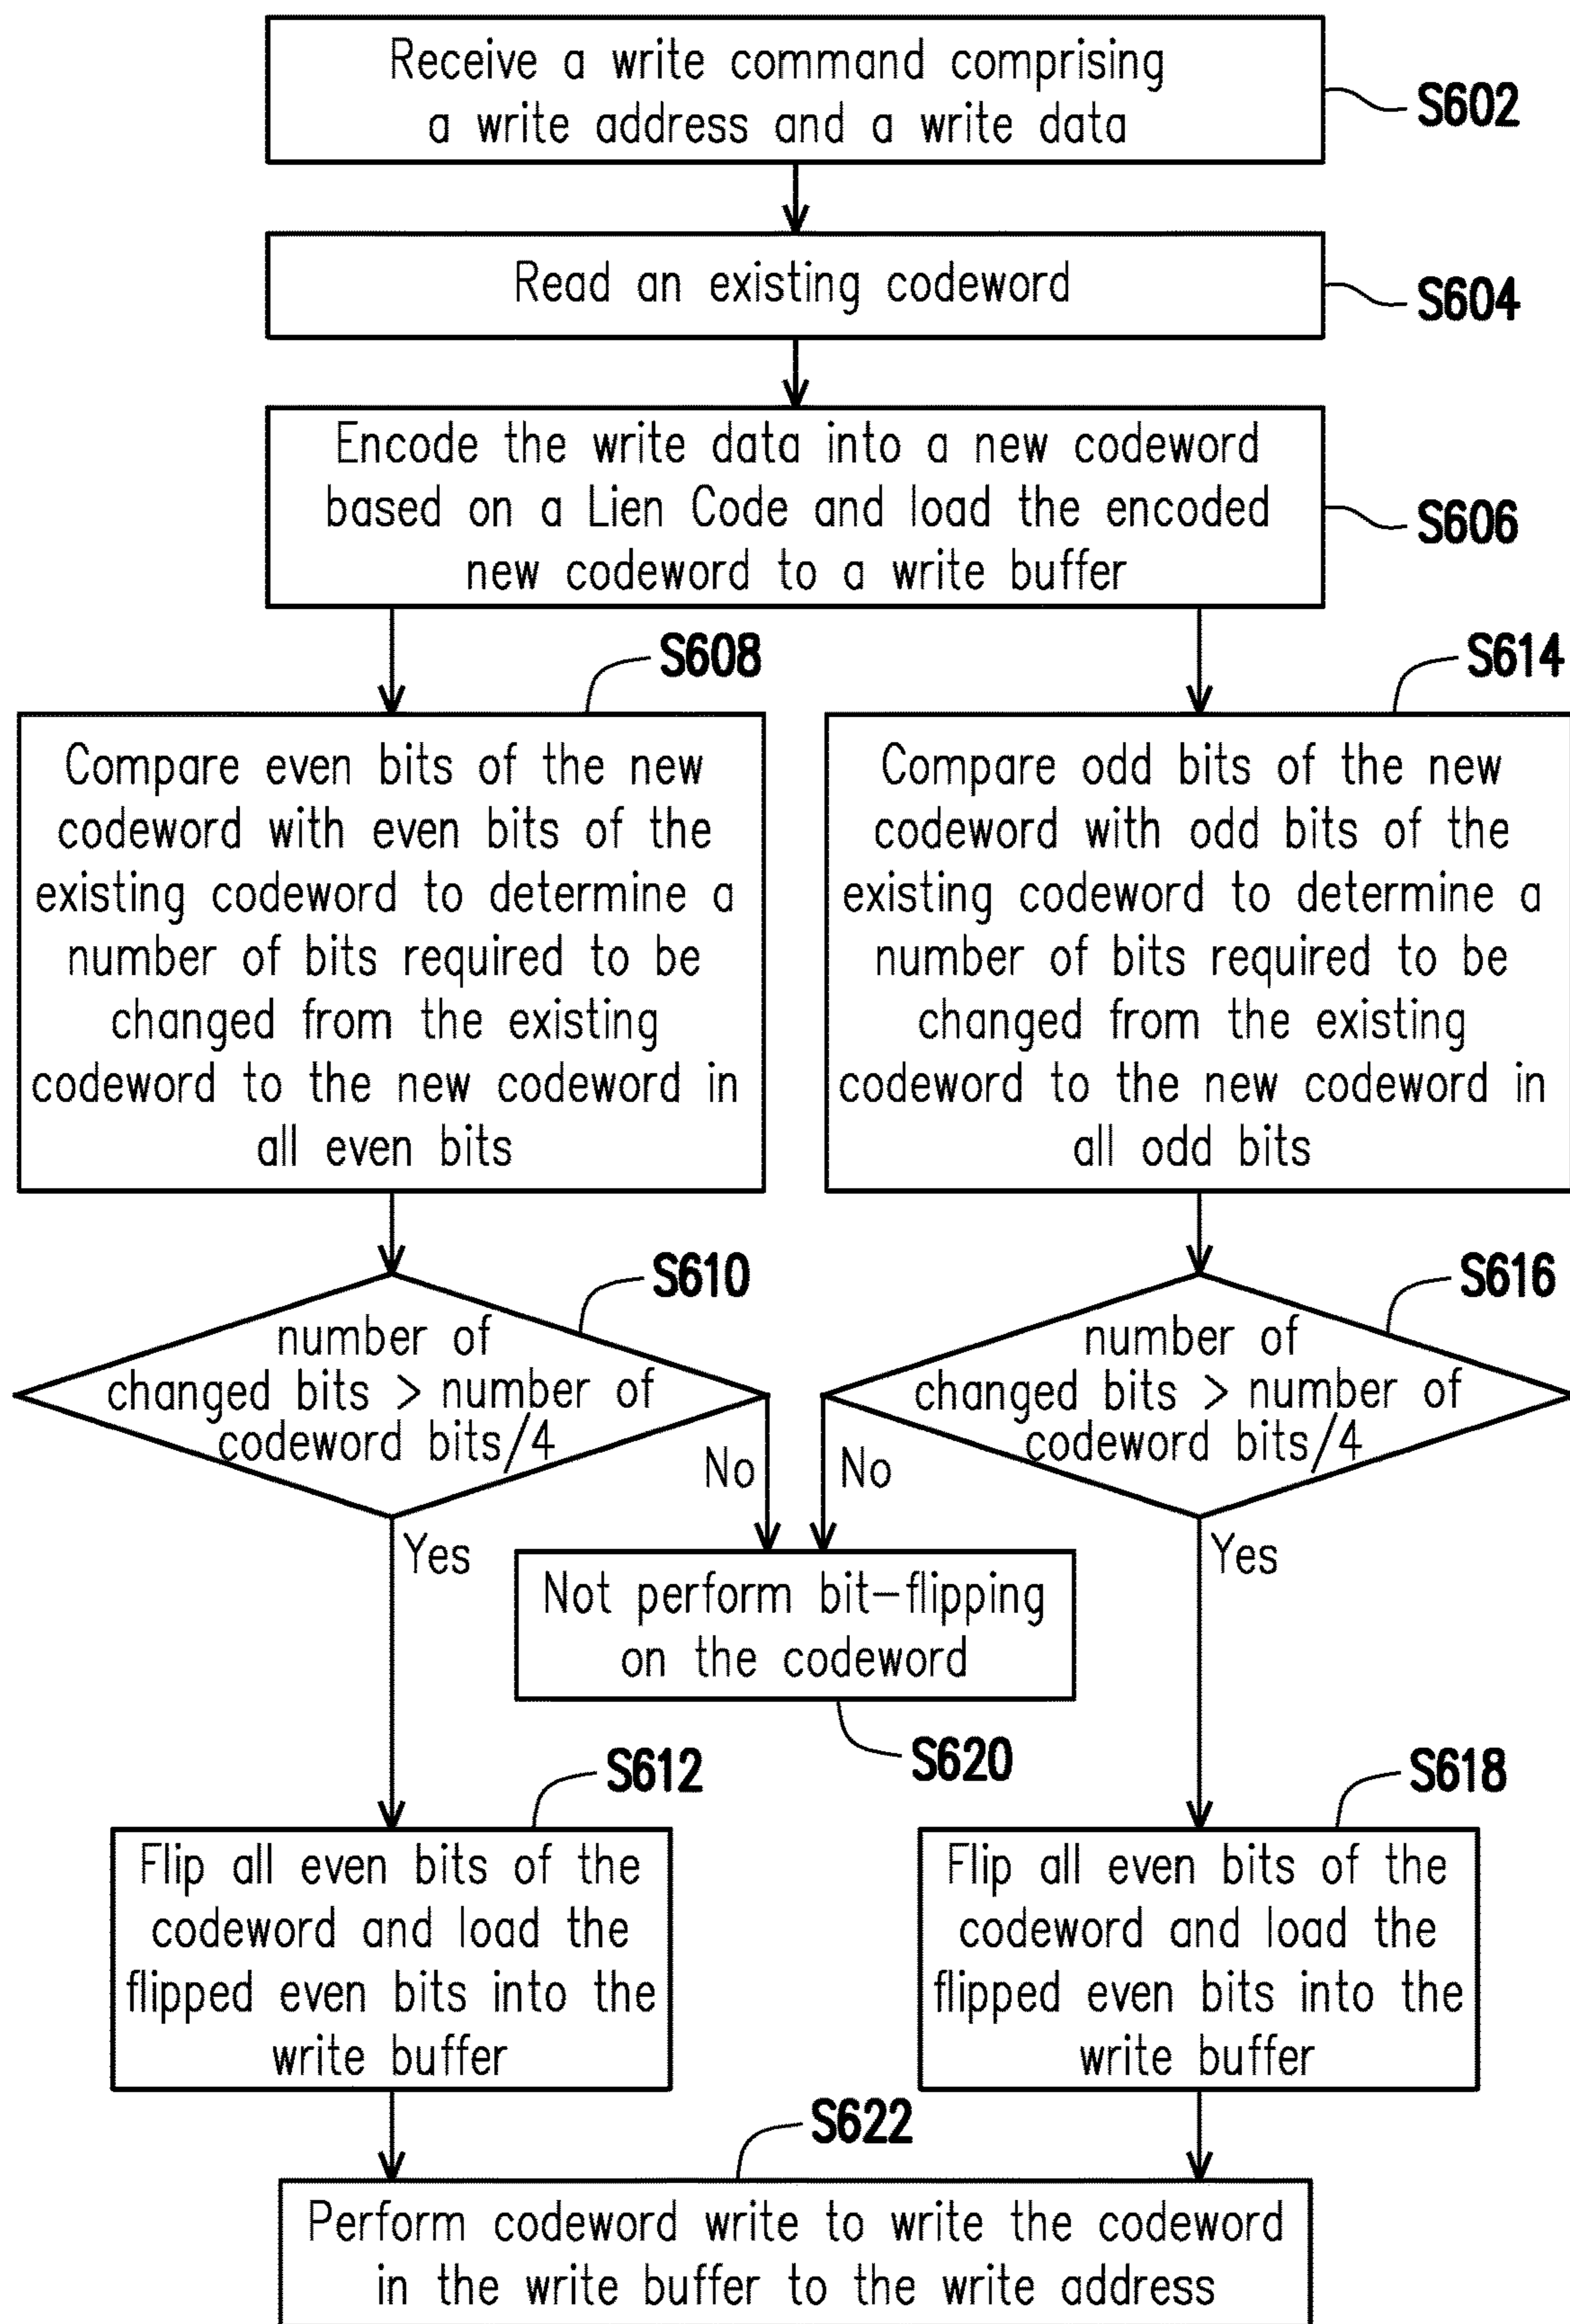 Receive a write command comprising
a write address and a write data
S602
Read an existing codeword
S604
Encode the write data into a new codeword
based on a Lien Code and load the encoded
new codeword to a write buffer
S606
S608
Compare even bits of the new
codeword with even bits of the
existing codeword to determine a
number of bits required to be
changed from the existing
codeword to the new codeword in
all even bits
S614
Compare odd bits of the new
codeword with odd bits of the
existing codeword to determine a
number of bits required to be
changed from the existing
codeword to the new codeword in
all odd bits
S610
number of
changed bits > number of
codeword bits/4
No
Yes
S616
number of
changed bits > number of
codeword bits/4
No
Yes
Not perform bit-flipping
on the codeword
S620
S612
Flip all even bits of the
codeword and load the
flipped even bits into the
write buffer
S618
Flip all even bits of the
codeword and load the
flipped even bits into the
write buffer
S622
Perform codeword write to write the codeword
in the write buffer to the write address